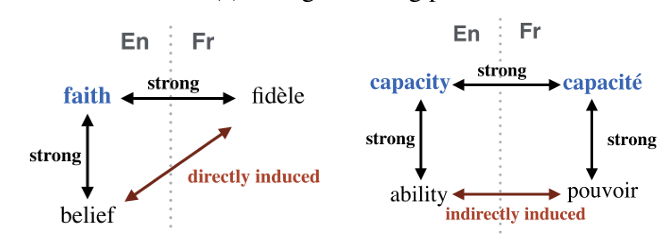 En Fr
strong
faith fidèle
strong
directly induced
belief
En Fr
strong
capacity capacité
strong strong
ability pouvoir
indirectly induced